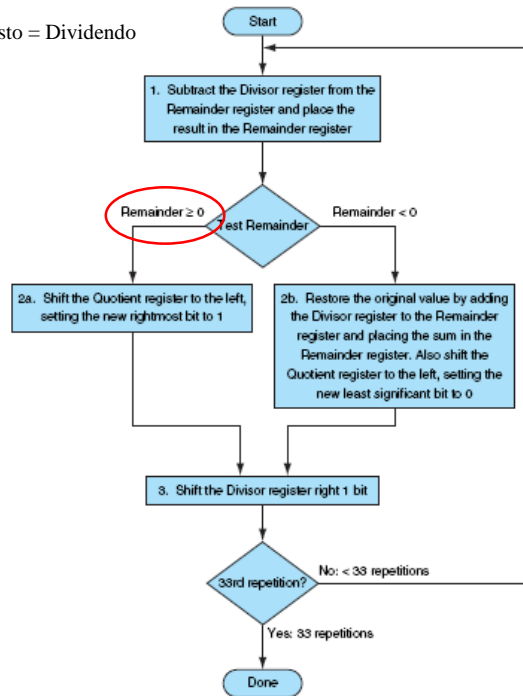 Start
sto = Dividendo
1. Subtract the Divisor register from the
Remainder register and place the
result in the Remainder register
Remainder ≥ 0
Test Remainder
Remainder < 0
2a. Shift the Quotient register to the left,
setting the new rightmost bit to 1
2b. Restore the original value by adding
the Divisor register to the Remainder
register and placing the sum in the
Remainder register. Also shift the
Quotient register to the left, setting the
new least significant bit to 0
3. Shift the Divisor register right 1 bit
33rd repetition?
No: < 33 repetitions
Yes: 33 repetitions
Done